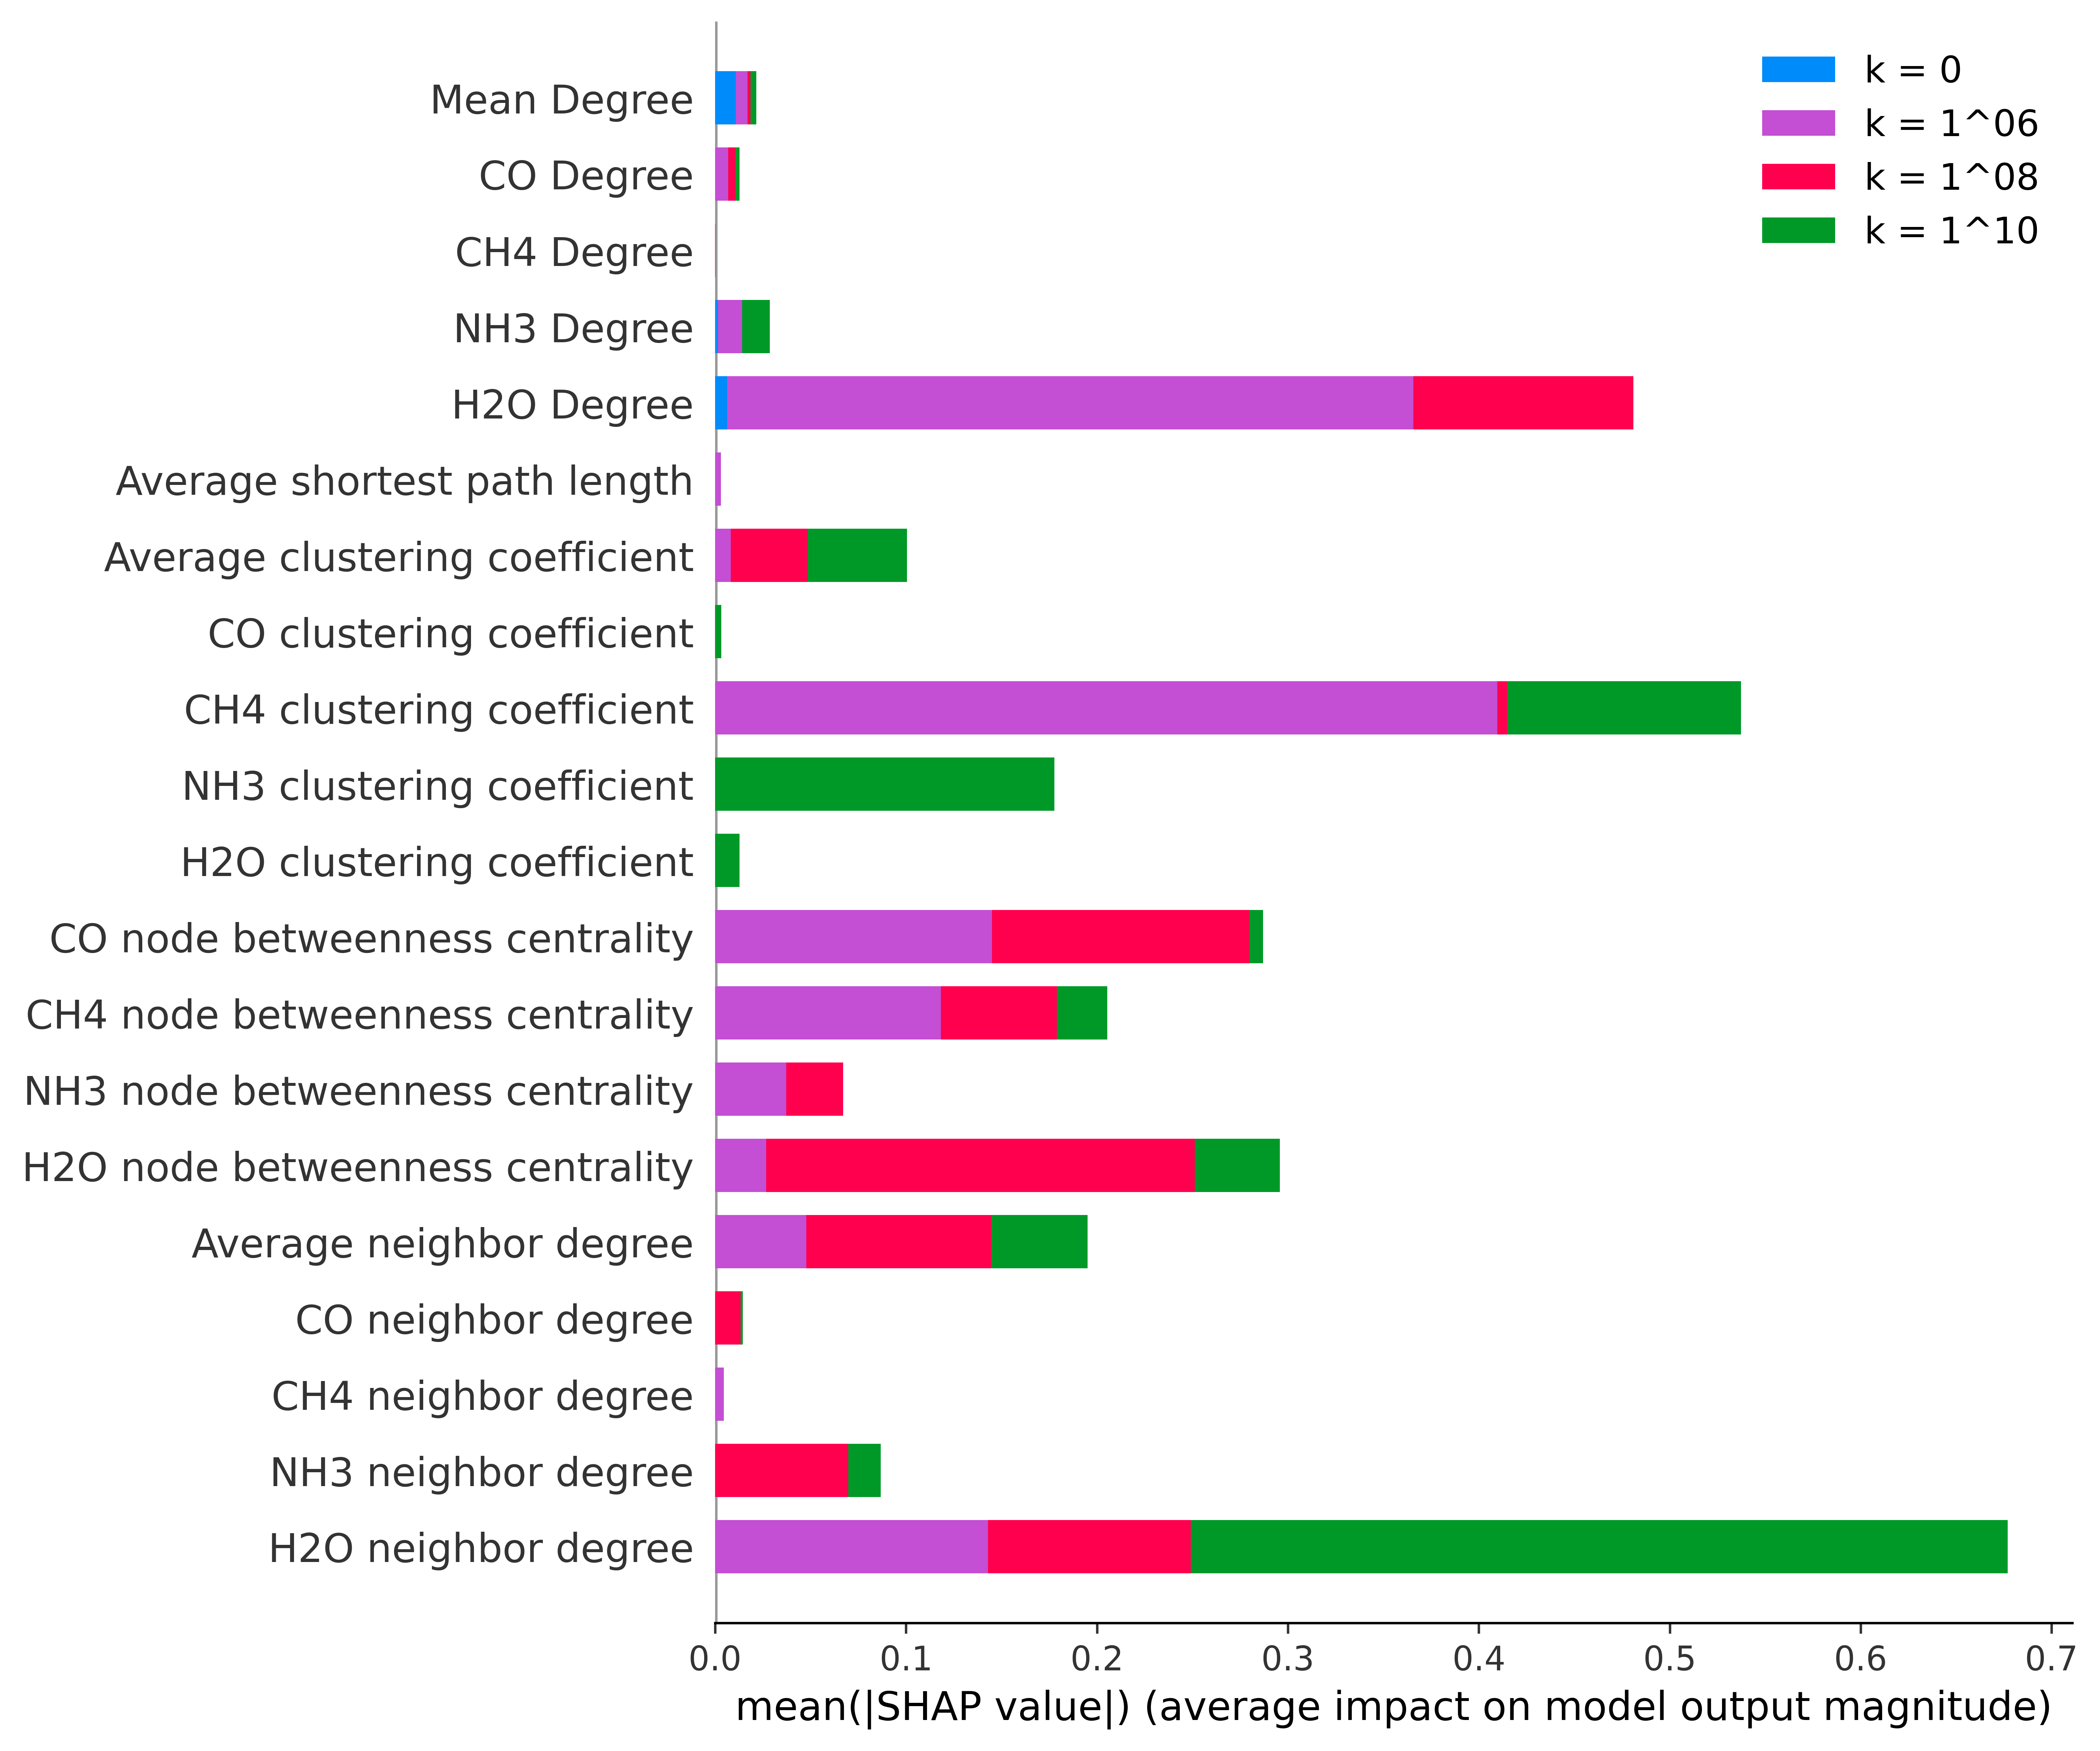 k = 0
k = 1^06
k = 1^08
k = 1^10
Mean Degree
CO Degree
CH4 Degree
NH3 Degree
H2O Degree
Average shortest path length
Average clustering coefficient
CO clustering coefficient
CH4 clustering coefficient
NH3 clustering coefficient
H2O clustering coefficient
CO node betweenness centrality
CH4 node betweenness centrality
NH3 node betweenness centrality
H2O node betweenness centrality
Average neighbor degree
CO neighbor degree
CH4 neighbor degree
NH3 neighbor degree
H2O neighbor degree
0.0 0.1 0.2 0.3 0.4 0.5 0.6 0.7
mean(|SHAP value|) (average impact on model output magnitude)